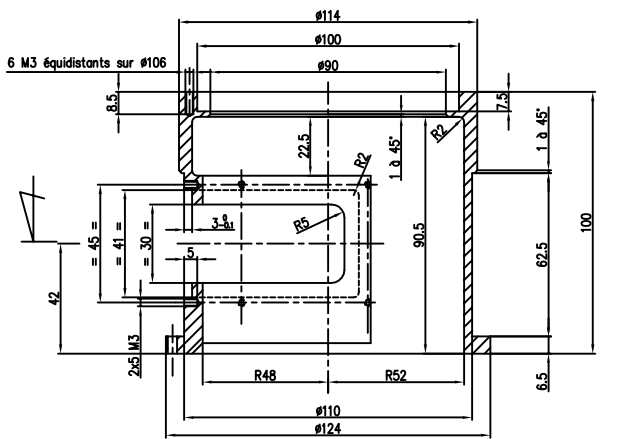 ø114
ø100
6 M3 équidistants sur ø106
ø90
8.5
7.5
R2
1 à 45°
22.5
R2
1 à 45°
3 0 -0.1
R5
= 45 =
= 41 =
= 30 =
5
90.5
62.5
100
42
2x5 M3
R48
R52
6.5
ø110
ø124